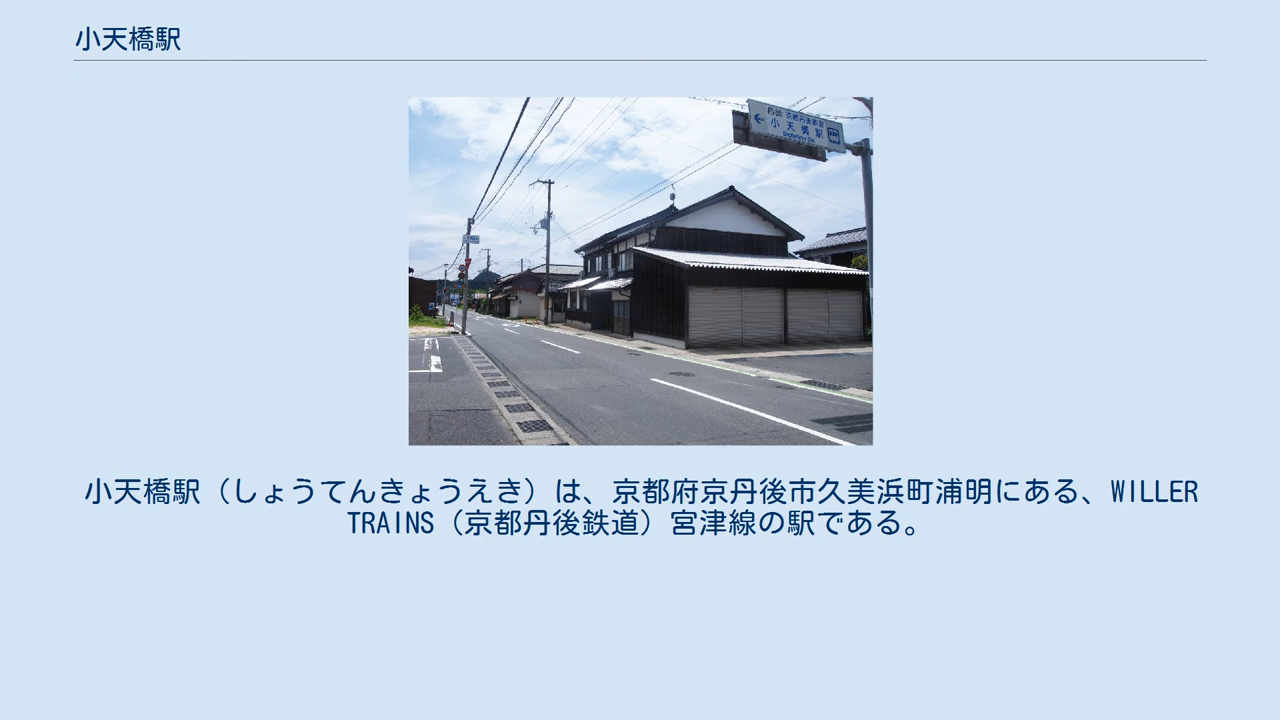 小天橋駅
小天橋駅
小天橋駅（しょうてんきょうえき）は、京都府京丹後市久美浜町浦明にある、WILLER
TRAINS（京都丹後鉄道）宮津線の駅である。